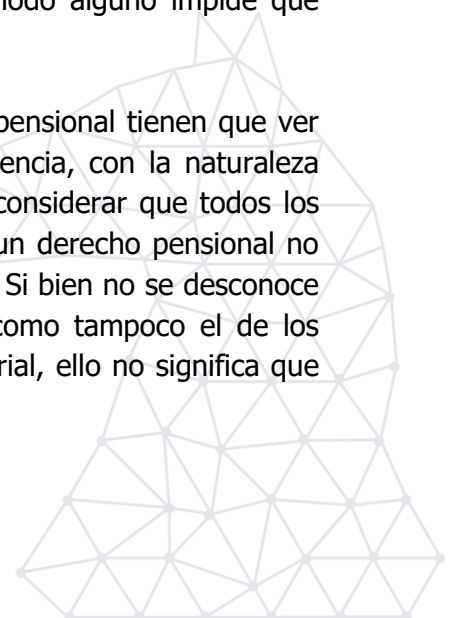 modo alguno impide que
pensional tienen que ver
encia, con la naturaleza
considerar que todos los
un derecho pensional no
Si bien no se desconoce
como tampoco el de los
rial, ello no significa que